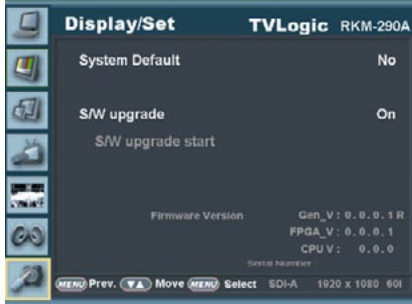 Display/Set TVLogic RKM-290A
System Default No
S/W upgrade On
S/W upgrade start
Firmware Version Gen_V : 0.0.0.1 R
FPGA_V : 0.0.0.1
CPU V : 0.0.0
Serial Number
MENU Prev. ▼▲ Move MENU Select SDI-A 1920 x 1080 60I